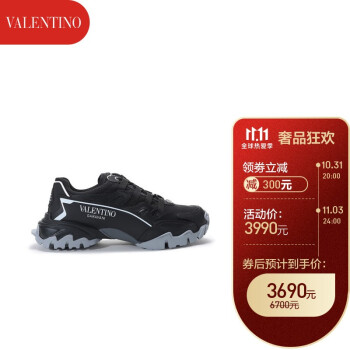 VALENTINO
VALENTINO
GARAVANI
11.11
全球热爱季
奢品狂欢
领券立减
减 300元
10.31
20:00
活动价:
3990元
11.03
24:00
券后预计到手价:
3690元
6700元